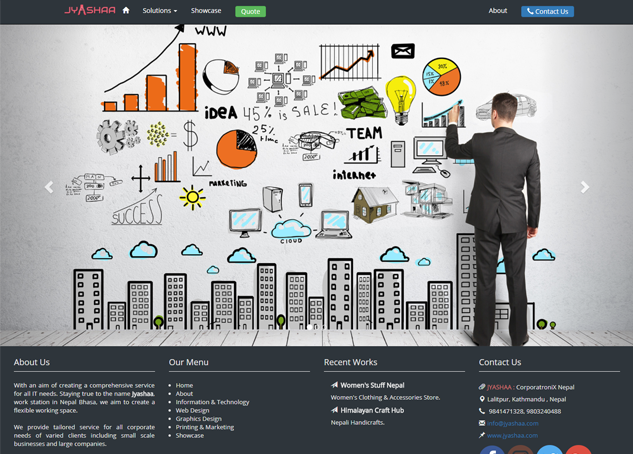 JYASHAA
Solutions
Showcase
Quote
About
Contact Us
WWW
iDEA
45% is SALE!
25%
TEAM
internet
MARKETING
SUCCESS
CLOUD
About Us
With an aim of creating a comprehensive service
for all IT needs. Staying true to the name Jyashaa,
work station in Nepal Bhasa, we aim to create a
flexible working space.
We provide tailored service for all corporate
needs of varied clients including small scale
businesses and large companies.
Our Menu
Home
About
Information & Technology
Web Design
Graphics Design
Printing & Marketing
Showcase
Recent Works
Women's Stuff Nepal
Women's Clothing & Accessories Store.
Himalayan Craft Hub
Nepali Handicrafts.
Contact Us
JYASHAA : CorporatroniX Nepal
Lalitpur, Kathmandu , Nepal
9841471328, 9803240488
info@jyashaa.com
www.jyashaa.com